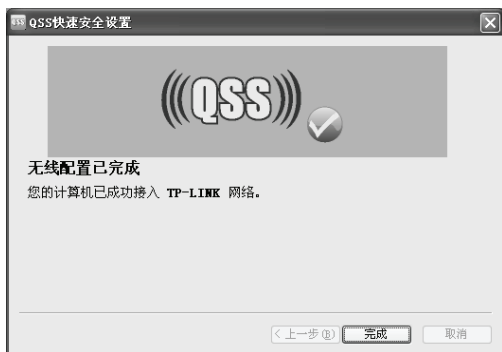 QSS快速安全设置
(((QSS)))
无线配置已完成
您的计算机已成功接入 TP-LINK 网络。
< 上一步(B) 完成 取消